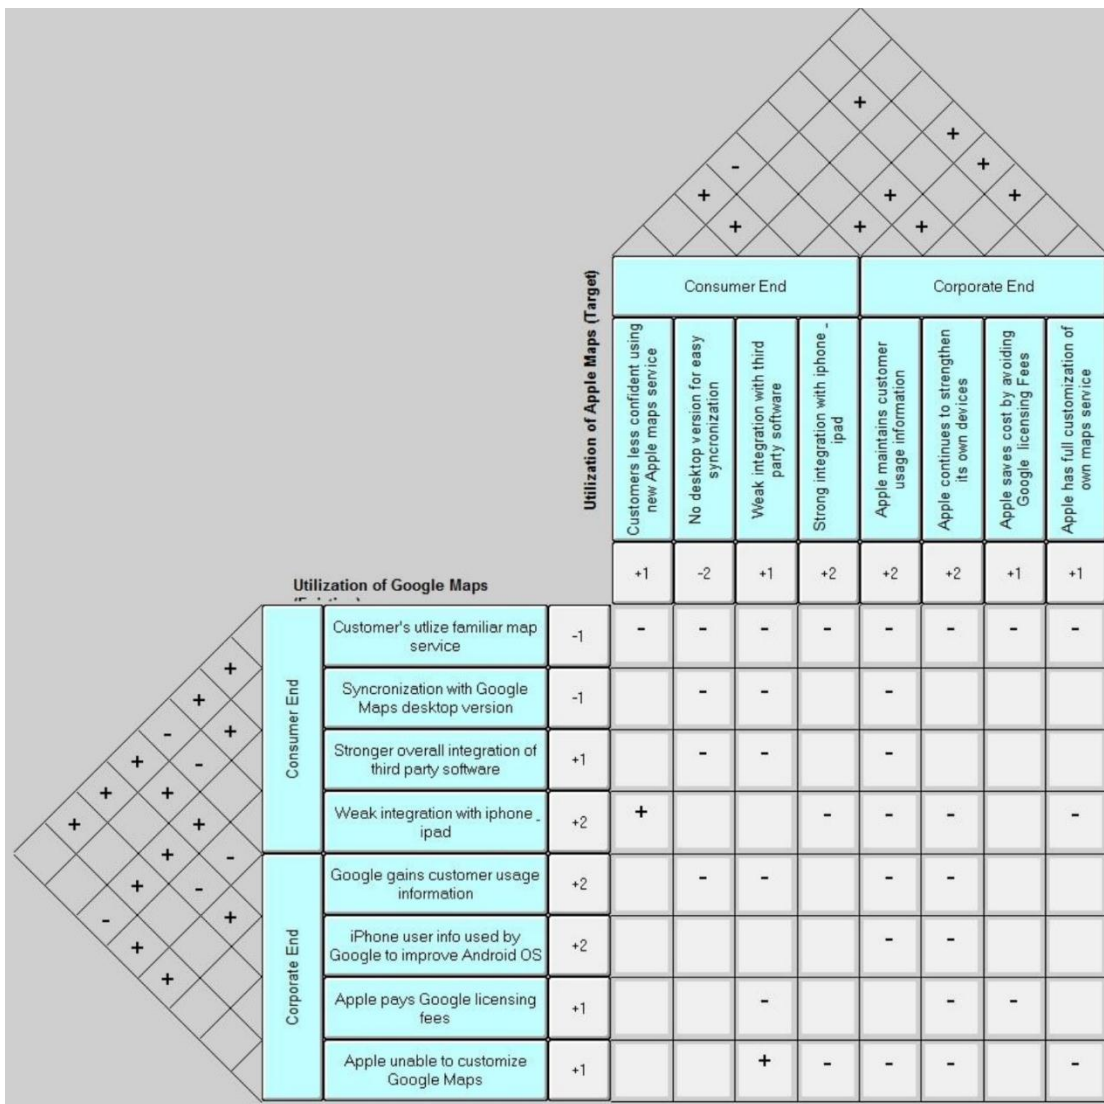 +
+
- +
+ + +
+ + +
Utilization of Apple Maps (Target)
Consumer End
Corporate End
Customers less confident using
new Apple maps service
No desktop version for easy
syncronization
Weak integration with third
party software
Strong integration with iphone_
ipad
Apple maintains customer
usage information
Apple continues to strengthen
its own devices
Apple saves cost by avoiding
Google licensing Fees
Apple has full customization of
own maps service
+1 -2 +1 +2 +2 +2 +1 +1
Utilization of Google Maps
Consumer End
Customer's utlize familiar map
service
-1 - - - - - - - -
Syncronization with Google
Maps desktop version
-1 - - -
Stronger overall integration of
third party software
+1 - - -
Weak integration with iphone_
ipad
+2 + - - - -
Corporate End
Google gains customer usage
information
+2 - - - -
iPhone user info used by
Google to improve Android OS
+2 - -
Apple pays Google licensing
fees
+1 - - -
Apple unable to customize
Google Maps
+1 + - - - -
+
+
- +
+ -
+ +
+ +
+ -
+ -
- +
+
+